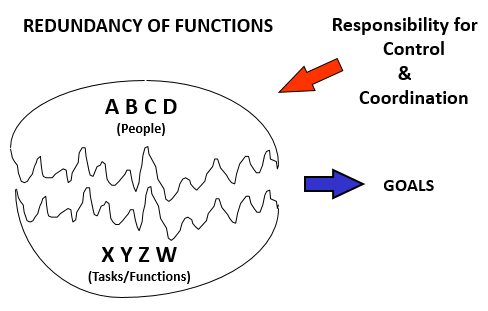 REDUNDANCY OF FUNCTIONS
Responsibility for
Control
&
Coordination
A B C D
(People)
GOALS
X Y Z W
(Tasks/Functions)